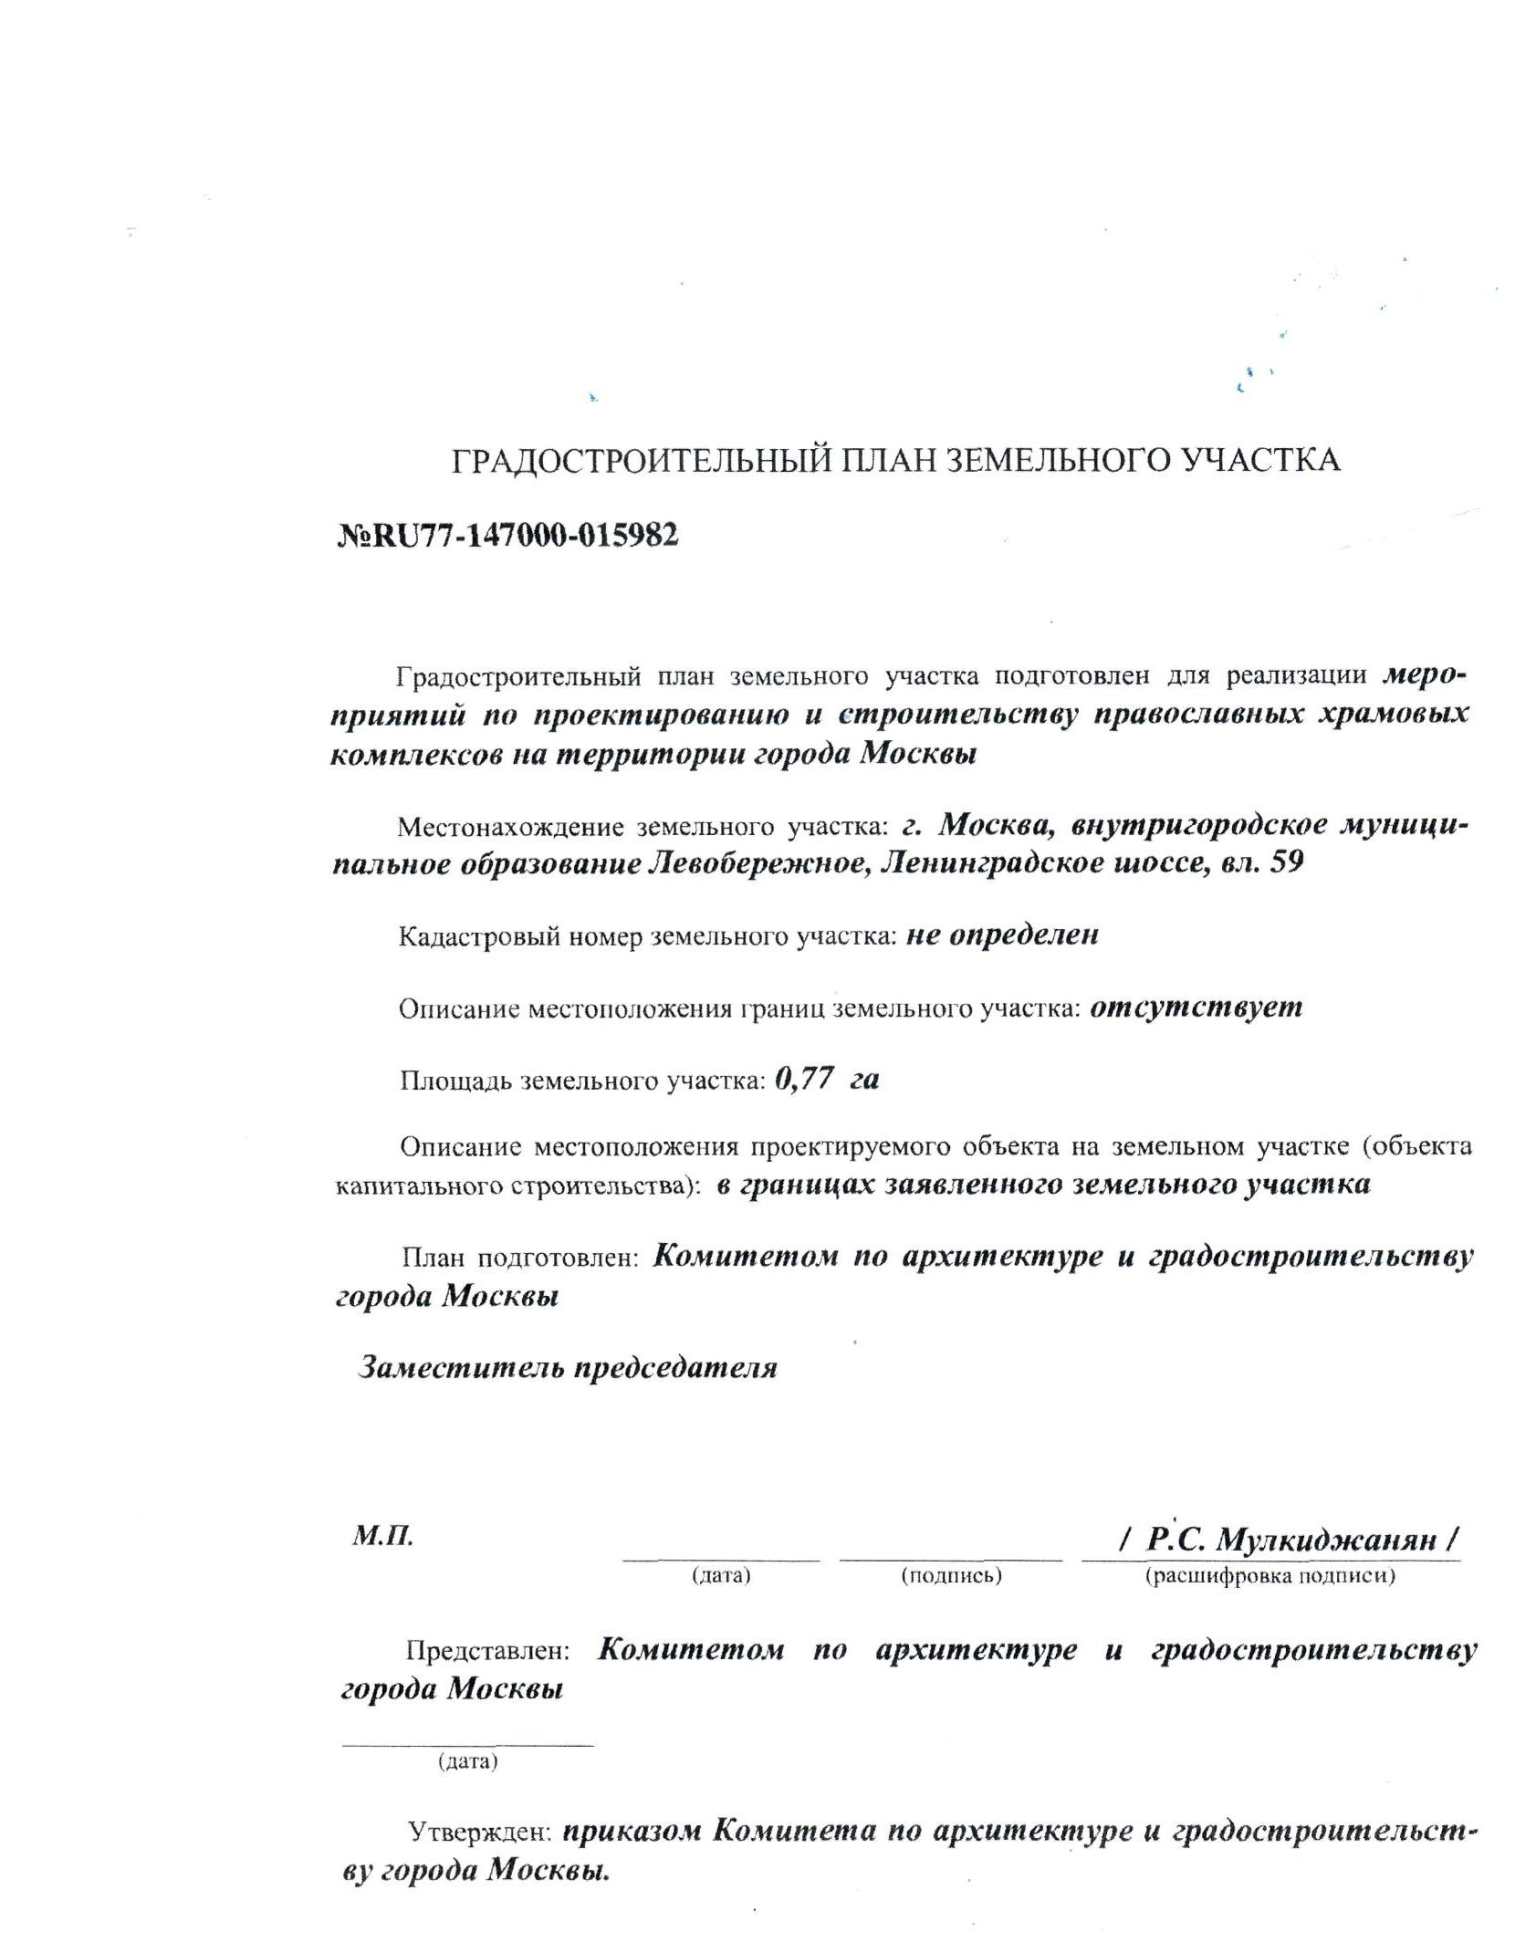 ГРАДОСТРОИТЕЛЬНЫЙ ПЛАН ЗЕМЕЛЬНОГО УЧАСТКА
№RU77-147000-015982
Градостроительный план земельного участка подготовлен для реализации меро-
приятий по проектированию и строительству православных храмовых
комплексов на территории города Москвы
Местонахождение земельного участка: г. Москва, внутригородское муници-
пальное образование Левобережное, Ленинградское шоссе, вл. 59
Кадастровый номер земельного участка: не определен
Описание местоположения границ земельного участка: отсутствует
Площадь земельного участка: 0,77 га
Описание местоположения проектируемого объекта на земельном участке (объекта
капитального строительства): в границах заявленного земельного участка
План подготовлен: Комитетом по архитектуре и градостроительству
города Москвы
Заместитель председателя
М.П. / Р.С. Мулкиджанян /
(дата) (подпись) (расшифровка подписи)
Представлен: Комитетом по архитектуре и градостроительству
города Москвы
(дата)
Утвержден: приказом Комитета по архитектуре и градостроительст-
ву города Москвы.